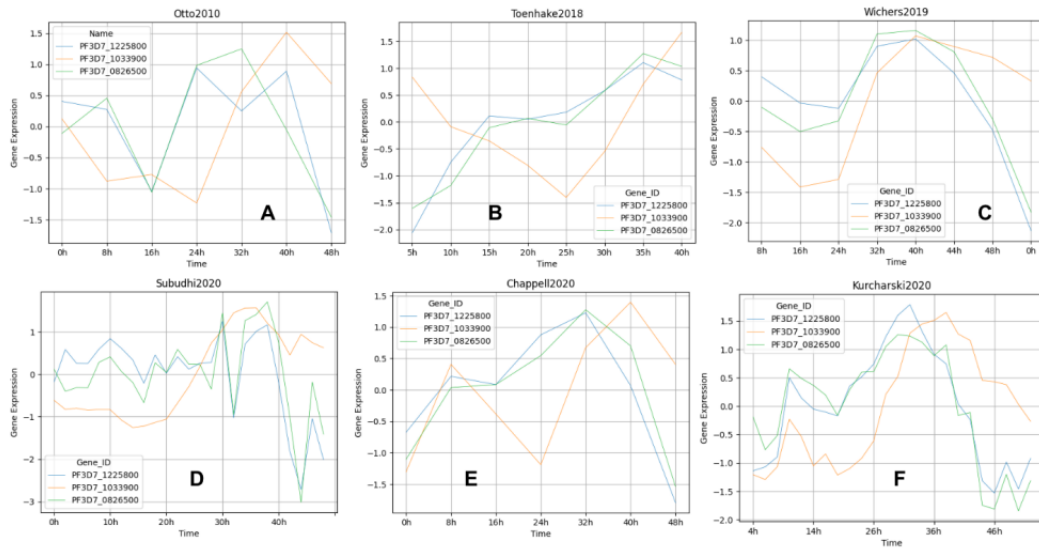 Otto2010
Gene Expression
1.5
1.0
0.5
0.0
-0.5
-1.0
-1.5
Name
PF3D7_1225800
PF3D7_1033900
PF3D7_0826500
A
0h 8h 16h 24h 32h 40h 48h
Time
Toenhake2018
Gene Expression
1.5
1.0
0.5
0.0
-0.5
-1.0
-1.5
-2.0
Gene_ID
PF3D7_1225800
PF3D7_1033900
PF3D7_0826500
B
5h 10h 15h 20h 25h 30h 35h 40h
Time
Wichers2019
Gene Expression
1.0
0.5
0.0
-0.5
-1.0
-1.5
-2.0
Gene_ID
PF3D7_1225800
PF3D7_1033900
PF3D7_0826500
C
8h 16h 24h 32h 40h 44h 48h 0h
Time
Subudhi2020
Gene Expression
1
0
-1
-2
-3
Gene_ID
PF3D7_1225800
PF3D7_1033900
PF3D7_0826500
D
0h 10h 20h 30h 40h
Time
Chappell2020
Gene Expression
1.5
1.0
0.5
0.0
-0.5
-1.0
-1.5
Gene_ID
PF3D7_1225800
PF3D7_1033900
PF3D7_0826500
E
0h 8h 16h 24h 32h 40h 48h
Time
Kurcharski2020
Gene Expression
1.5
1.0
0.5
0.0
-0.5
-1.0
-1.5
-2.0
Gene_ID
PF3D7_1225800
PF3D7_1033900
PF3D7_0826500
F
4h 14h 26h 36h 46h
Time